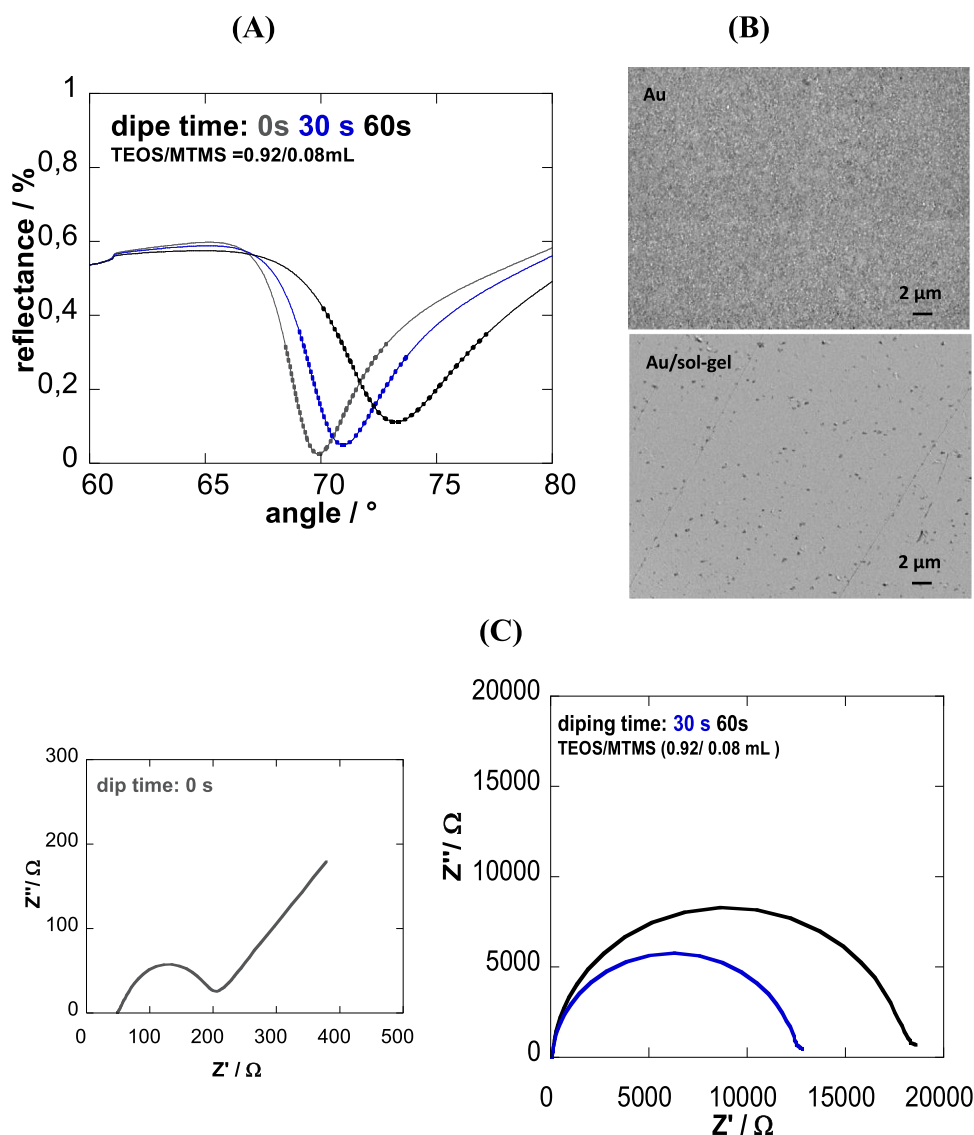 (A)
(B)
1
0,8
0,6
0,4
0,2
0
reflectance / %
dipe time: 0s 30 s 60s
TEOS/MTMS =0.92/0.08mL
60
65
70
75
80
angle / °
Au
2 µm
Au/sol-gel
2 µm
(C)
300
200
100
0
Z''/ Ω
dip time: 0 s
0
100
200
300
400
500
Z' / Ω
20000
15000
10000
5000
0
Z''/ Ω
diping time: 30 s 60s
TEOS/MTMS (0.92/ 0.08 mL )
0
5000
10000
15000
20000
Z'/ Ω